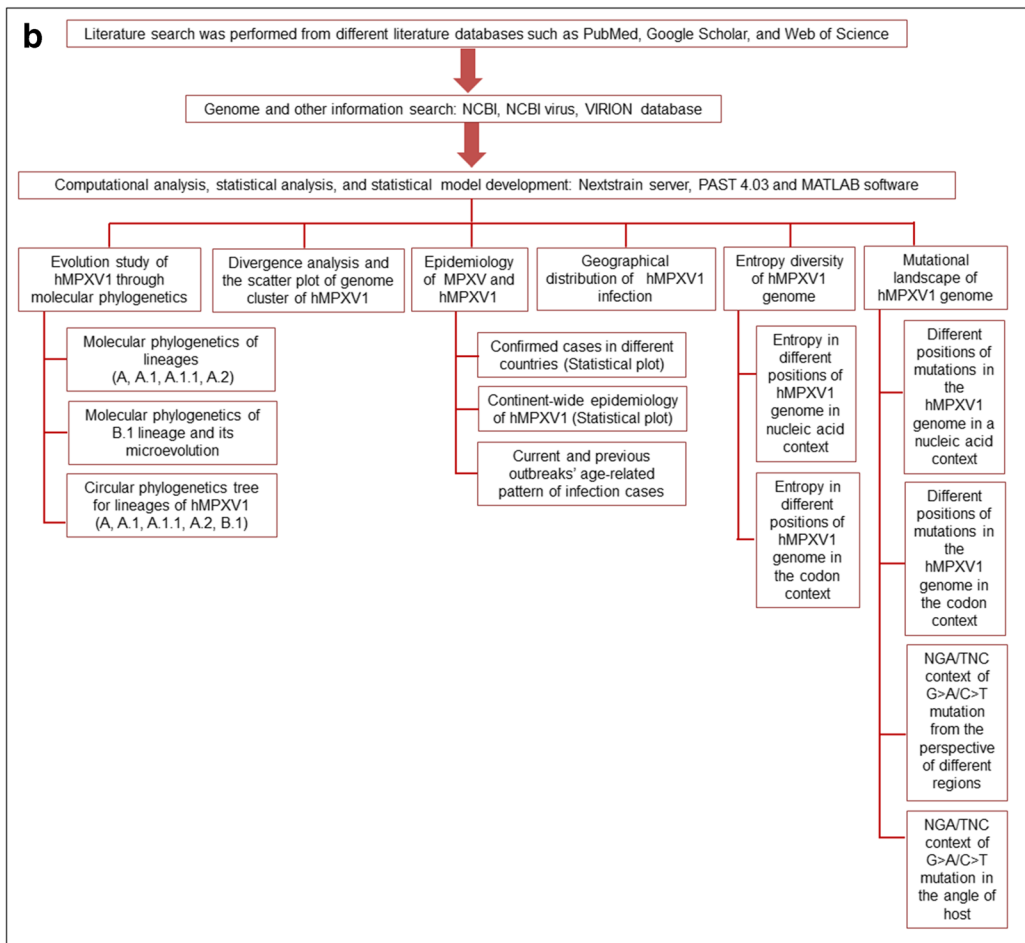 b
Literature search was performed from different literature databases such as PubMed, Google Scholar, and Web of Science
Genome and other information search: NCBI, NCBI virus, VIRION database
Computational analysis, statistical analysis, and statistical model development: Nextstrain server, PAST 4.03 and MATLAB software
Evolution study of
hMPXV1 through
molecular phylogenetics
Molecular phylogenetics of
lineages
(A, A.1, A.1.1, A.2)
Molecular phylogenetics of
B.1 lineage and its
microevolution
Circular phylogenetics tree
for lineages of hMPXV1
(A, A.1, A.1.1, A.2, B.1)
Divergence analysis and
the scatter plot of genome
cluster of hMPXV1
Epidemiology
of MPXV and
hMPXV1
Confirmed cases in different
countries (Statistical plot)
Continent-wide epidemiology
of hMPXV1 (Statistical plot)
Current and previous
outbreaks' age-related
pattern of infection cases
Geographical
distribution of hMPXV1
infection
Entropy diversity
of hMPXV1
genome
Entropy in
different
positions of
hMPXV1
genome in
nucleic acid
context
Entropy in
different
positions of
hMPXV1
genome in
the codon
context
Mutational
landscape of
hMPXV1 genome
Different
positions of
mutations in
the
hMPXV1
genome in a
nucleic acid
context
Different
positions of
mutations in
the
hMPXV1
genome in
the codon
context
NGA/TNC
context of
G>A/C>T
mutation
from the
perspective
of different
regions
NGA/TNC
context of
G>A/C>T
mutation in
the angle of
host